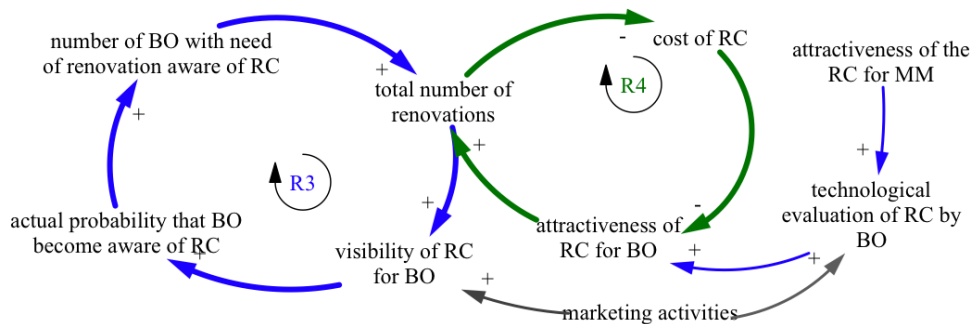 number of BO with need
of renovation aware of RC
+
total number of
renovations
-
cost of RC
R4
attractiveness of the
RC for MM
+
+
+
R3
+
-
+
technological
evaluation of RC by
BO
actual probability that BO
become aware of RC
+
visibility of RC
for BO
attractiveness of
RC for BO
+
+
+
marketing activities